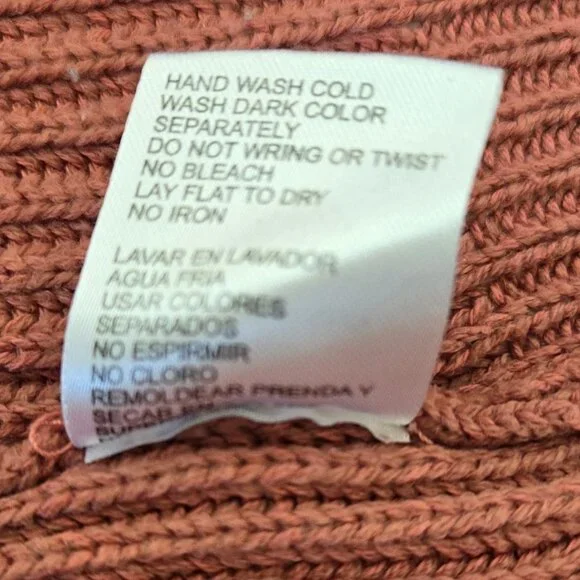 HAND WASH COLD
WASH DARK COLOR
SEPARATELY
DO NOT WRING OR TWIST
NO BLEACH
LAY FLAT TO DRY
NO IRON
LAVAR EN LAVADOR
AGUA FRIA
USAR COLORES
SEPARADOS
NO ESPIRMIR
NO CLORO
REMOLDEAR PRENDA Y